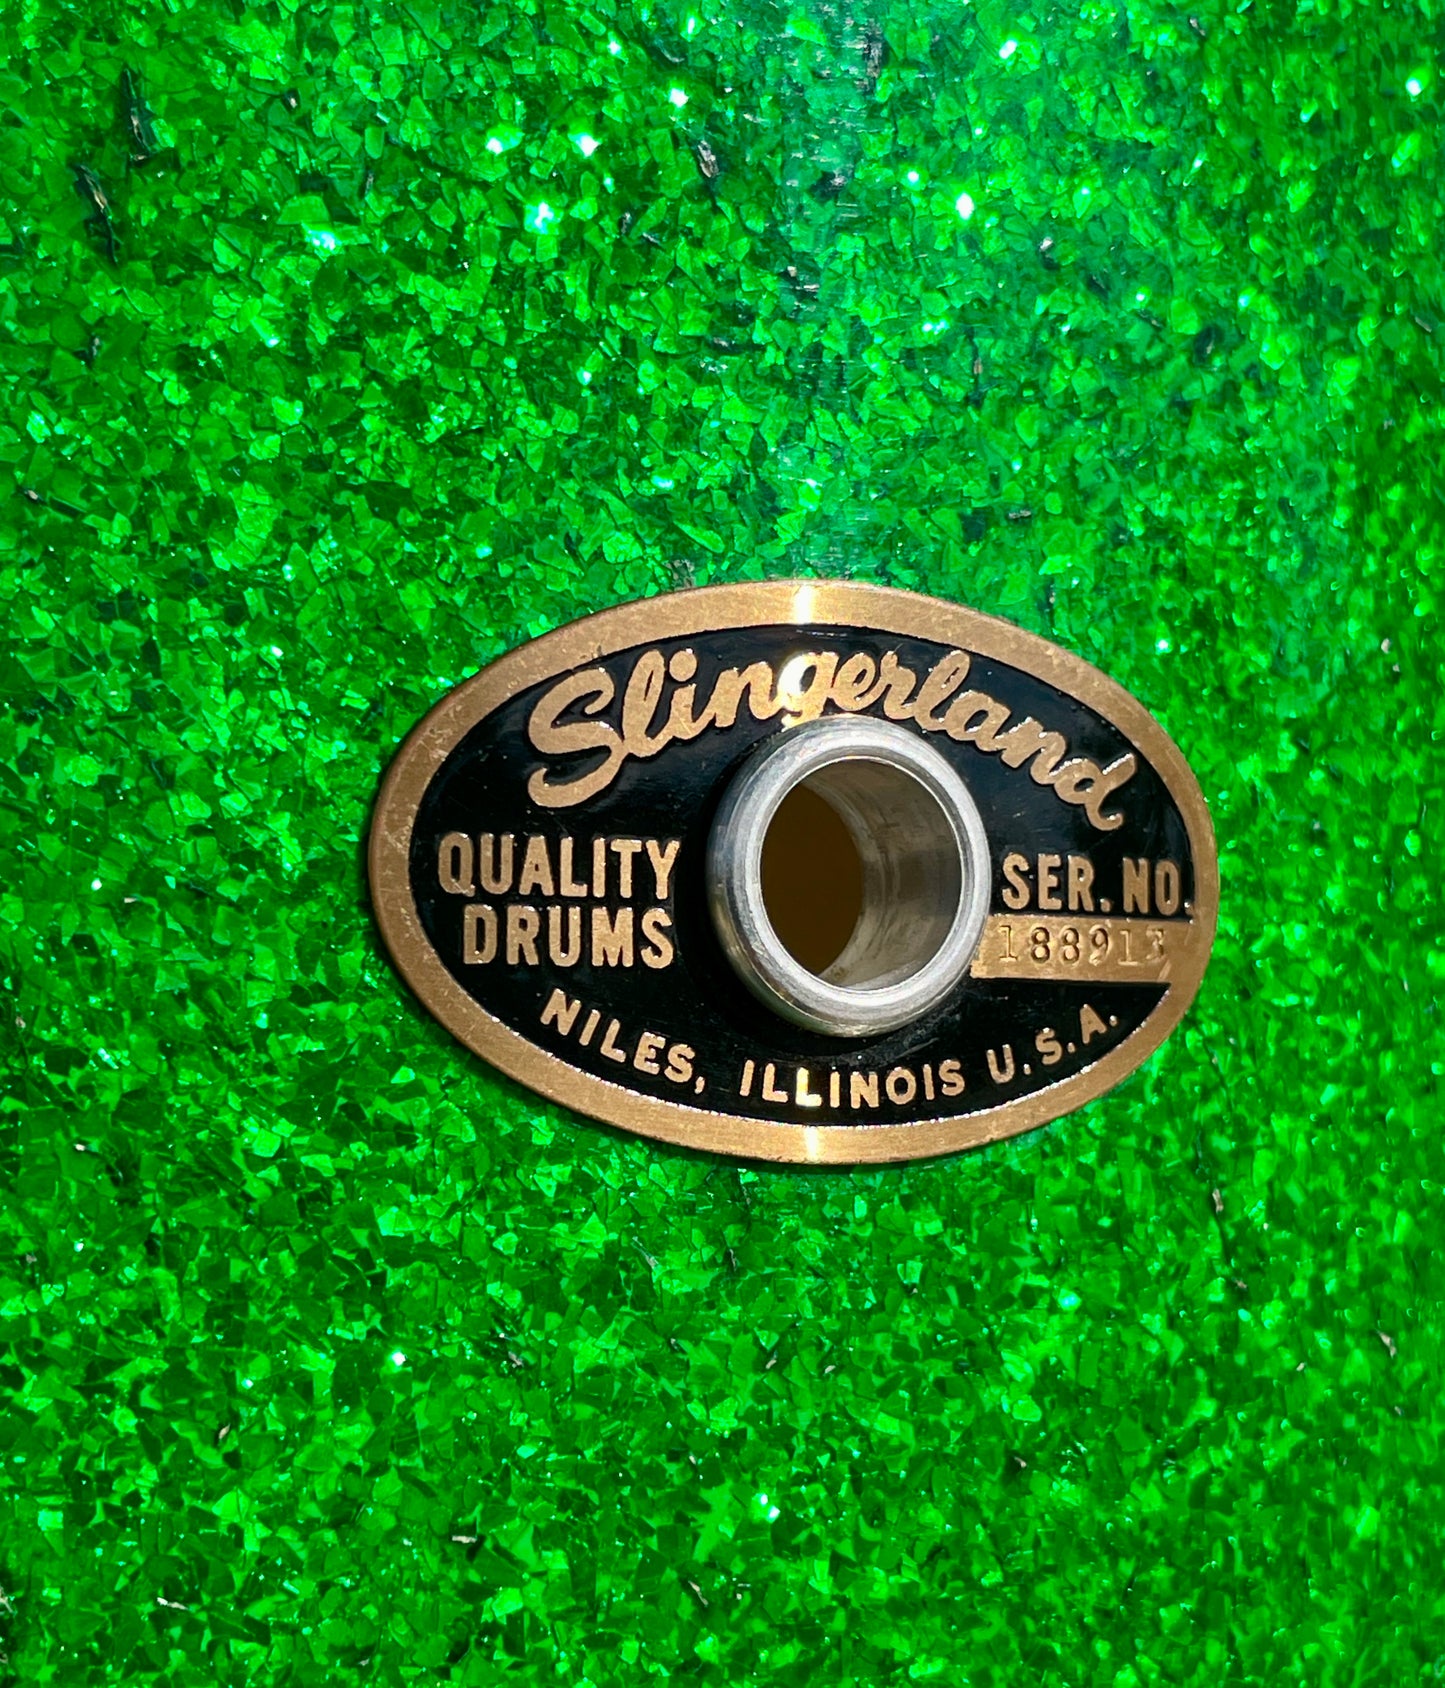 Slingerland
QUALITY
DRUMS
SER. NO.
188913
NILES, ILLINOIS U.S.A.